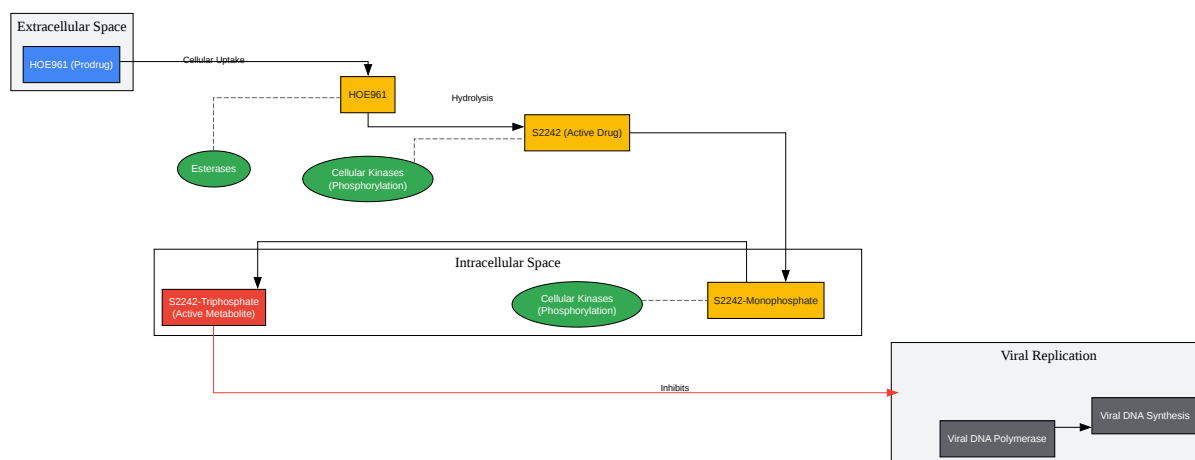 Extracellular Space
HOE961 (Prodrug)
Cellular Uptake
HOE961
Hydrolysis
S2242 (Active Drug)
Esterases
Cellular Kinases
(Phosphorylation)
Intracellular Space
S2242-Triphosphate
(Active Metabolite)
Cellular Kinases
(Phosphorylation)
S2242-Monophosphate
Viral Replication
Inhibits
Viral DNA Synthesis
Viral DNA Polymerase